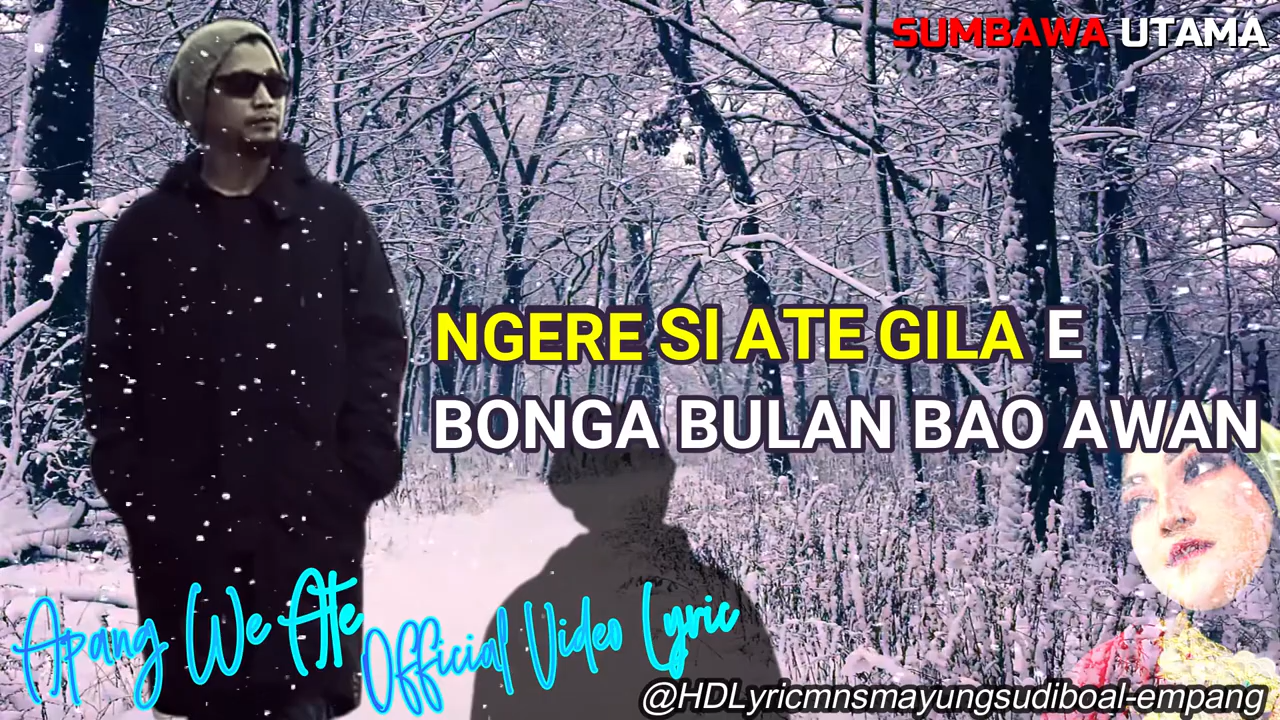 SUMBAWA UTAMA
NGERE SI ATE GILA E
BONGA BULAN BAO AWAN
Apang We Ate Official Video Lyric
@HDLyricmnsmayungsudiboal-empang